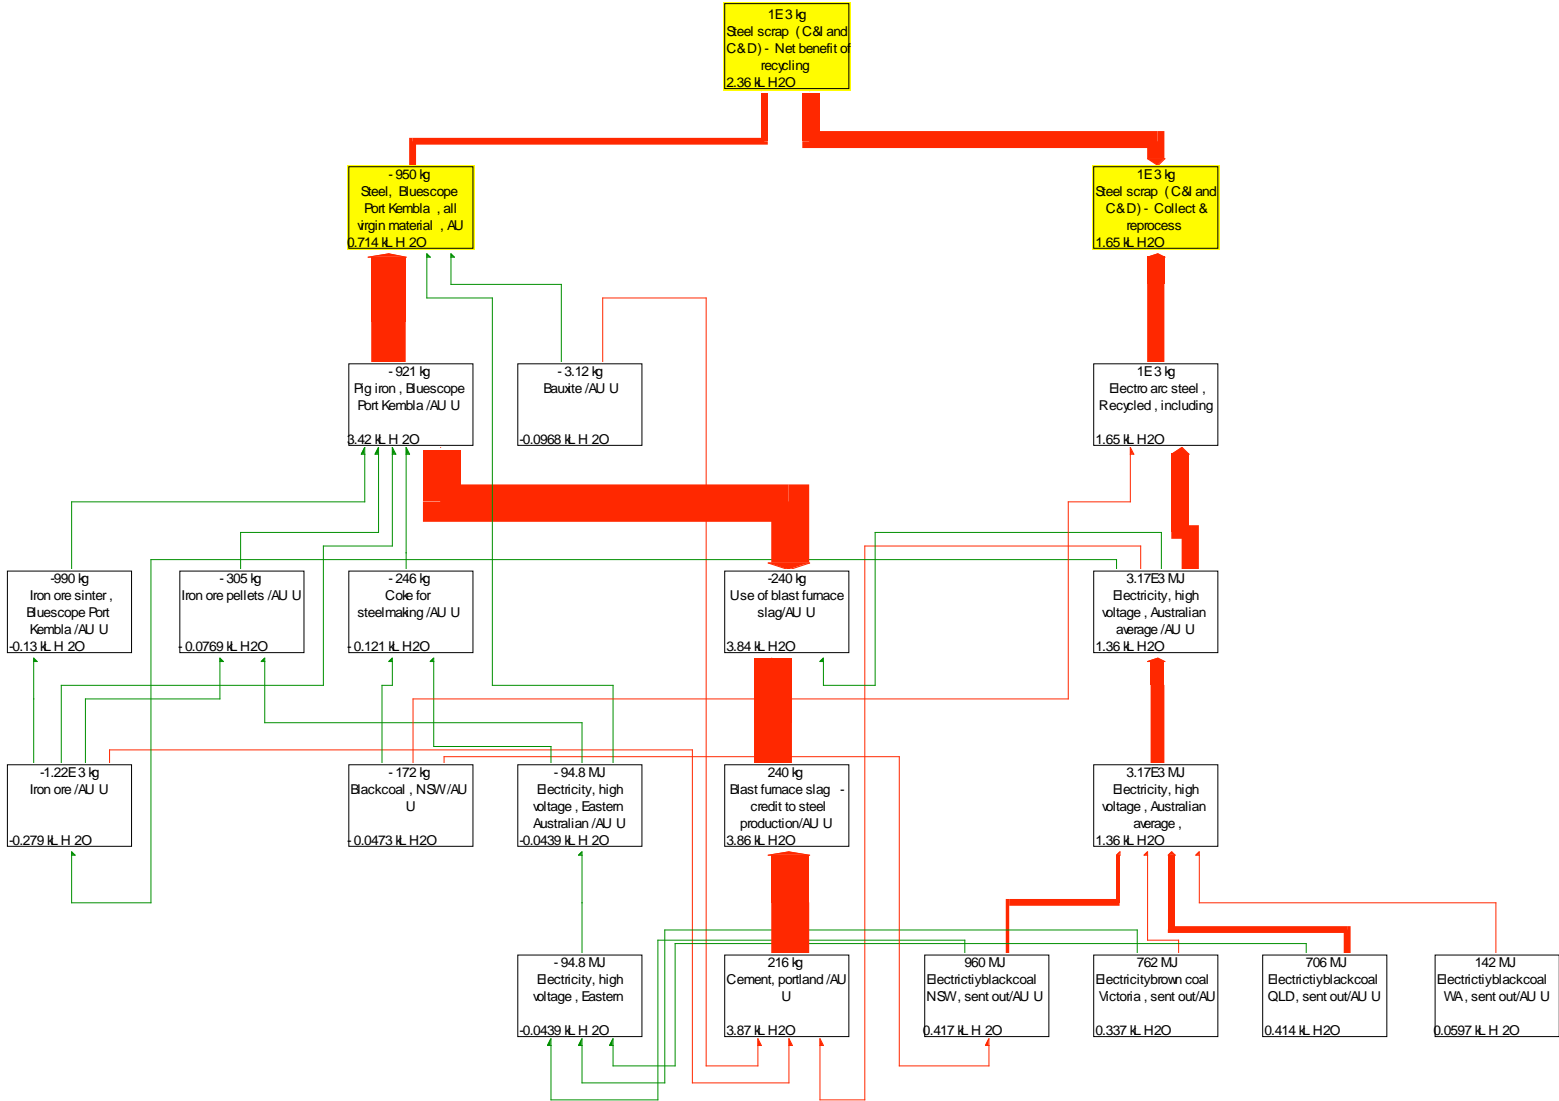 1E3 kg
Steel scrap (C&I and
C&D) - Net benefit of
recycling
2.36 kL H2O
- 950 kg
Steel, Bluescope
Port Kembla , all
virgin material , AU
0.714 kL H2O
1E3 kg
Steel scrap (C&I and
C&D) - Collect &
reprocess
1.65 kL H2O
- 921 kg
Pig iron , Bluescope
Port Kembla /AU U
3.42 kL H2O
- 3.12 kg
Bauxite /AU U
-0.0968 kL H2O
1E3 kg
Electro arc steel ,
Recycled , including
1.65 kL H2O
-990 kg
Iron ore sinter ,
Bluescope Port
Kembla /AU U
-0.13 kL H2O
- 305 kg
Iron ore pellets /AU U
- 0.0769 kL H2O
- 246 kg
Coke for
steelmaking /AU U
- 0.121 kL H2O
-240 kg
Use of blast furnace
slag/AU U
3.84 kL H2O
3.17E3 MJ
Electricity, high
voltage , Australian
average /AU U
1.36 kL H2O
-1.22E3 kg
Iron ore /AU U
-0.279 kL H2O
- 172 kg
Blackcoal , NSW/AU
U
- 0.0473 kL H2O
- 94.8 MJ
Electricity, high
voltage , Eastern
Australian /AU U
-0.0439 kL H2O
240 kg
Blast furnace slag -
credit to steel
production/AU U
3.86 kL H2O
3.17E3 MJ
Electricity, high
voltage , Australian
average ,
1.36 kL H2O
- 94.8 MJ
Electricity, high
voltage , Eastern
-0.0439 kL H2O
216 kg
Cement, portland /AU
U
3.87 kL H2O
960 MJ
Electrictiyblackcoal
NSW, sent out/AU U
0.417 kL H2O
762 MJ
Electricitybrown coal
Victoria , sent out/AU
0.337 kL H2O
706 MJ
Electrictiyblackcoal
QLD, sent out/AU U
0.414 kL H2O
142 MJ
Electrictiyblackcoal
WA, sent out/AU U
0.0597 kL H2O